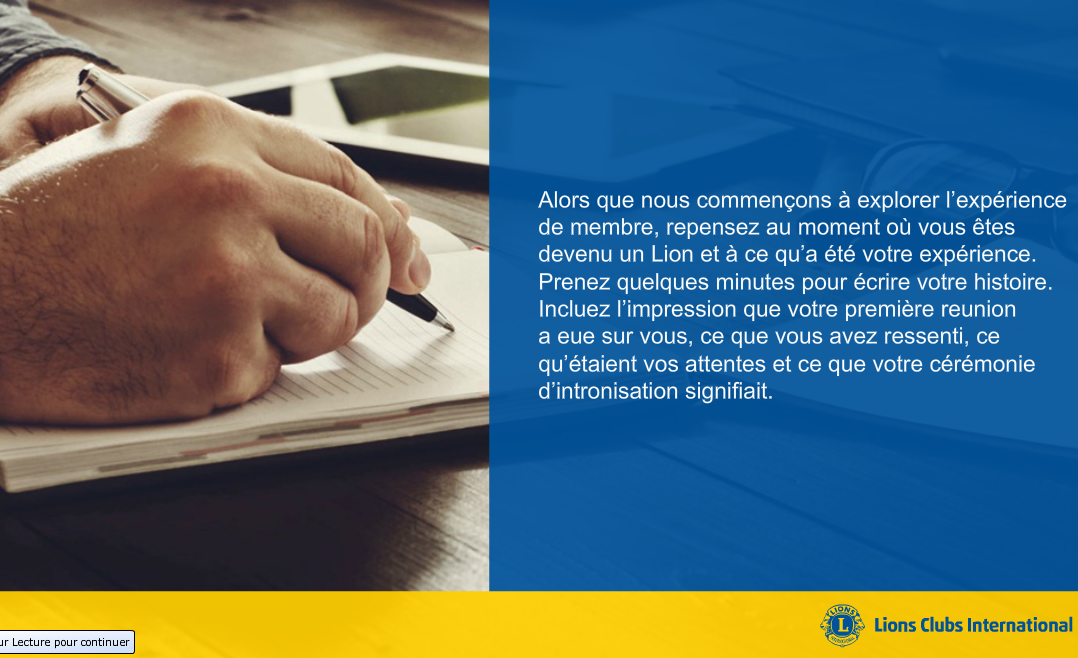 Alors que nous commençons à explorer l’expérience
de membre, repensez au moment où vous êtes
devenu un Lion et à ce qu’a été votre expérience.
Prenez quelques minutes pour écrire votre histoire.
Incluez l’impression que votre première reunion
a eue sur vous, ce que vous avez ressenti, ce
qu’étaient vos attentes et ce que votre cérémonie
d’intronisation signifiait.
LIONS
L
INTERNATIONAL
Lions Clubs International
ur Lecture pour continuer